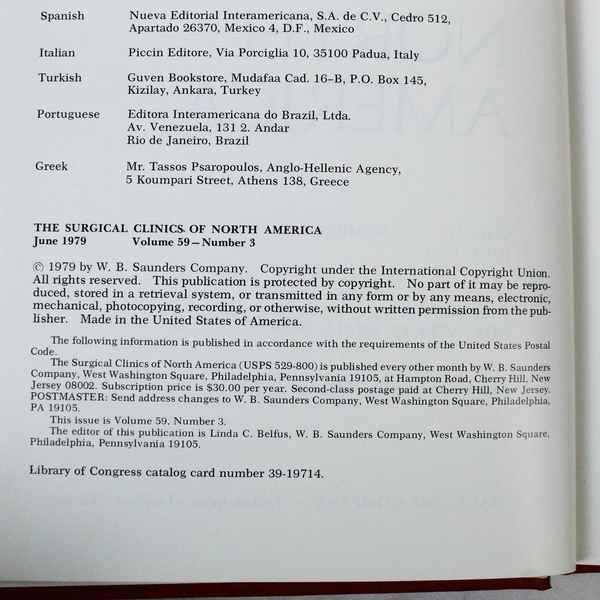 Spanish Nueva Editorial Interamericana, S.A. de C.V., Cedro 512,
Apartado 26370, Mexico 4, D.F., Mexico
Italian Piccin Editore, Via Porciglia 10, 35100 Padua, Italy
Turkish Guven Bookstore, Mudafaa Cad. 16–B, P.O. Box 145,
Kizilay, Ankara, Turkey
Portuguese Editora Interamericana do Brazil, Ltda.
Av. Venezuela, 131 2. Andar
Rio de Janeiro, Brazil
Greek Mr. Tassos Psaropoulos, Anglo-Hellenic Agency,
5 Koumpari Street, Athens 138, Greece
THE SURGICAL CLINICS OF NORTH AMERICA
June 1979 Volume 59—Number 3
© 1979 by W. B. Saunders Company. Copyright under the International Copyright Union.
All rights reserved. This publication is protected by copyright. No part of it may be repro-
duced, stored in a retrieval system, or transmitted in any form or by any means, electronic,
mechanical, photocopying, recording, or otherwise, without written permission from the pub-
lisher. Made in the United States of America.
The following information is published in accordance with the requirements of the United States Postal
Code.
The Surgical Clinics of North America (USPS 529-800) is published every other month by W. B. Saunders
Company, West Washington Square, Philadelphia, Pennsylvania 19105, at Hampton Road, Cherry Hill, New
Jersey 08002. Subscription price is $30.00 per year. Second-class postage paid at Cherry Hill, New Jersey.
POSTMASTER: Send address changes to W. B. Saunders Company, West Washington Square, Philadelphia,
PA 19105.
This issue is Volume 59, Number 3.
The editor of this publication is Linda C. Belfus, W. B. Saunders Company, West Washington Square,
Philadelphia, Pennsylvania 19105.
Library of Congress catalog card number 39-19714.